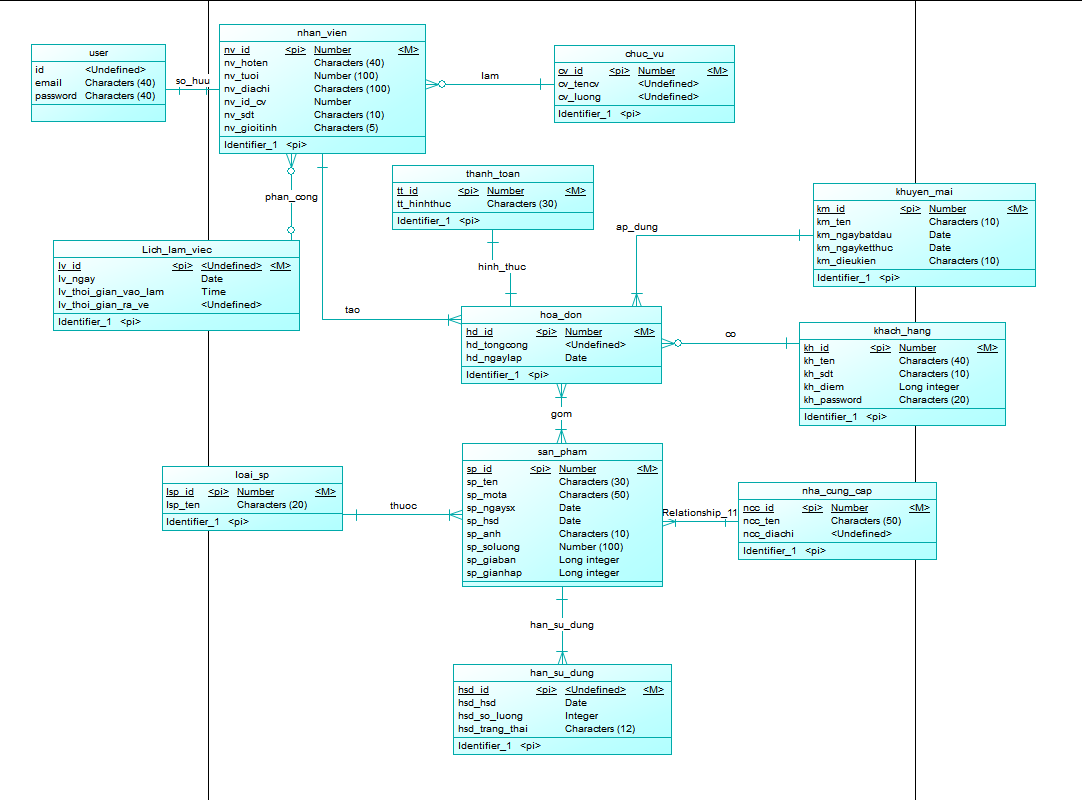 user
id <Undefined>
email Characters (40)
password Characters (40)
so_huu
nhan_vien
nv_id <pi> Number <M>
nv_hoten Characters (40)
nv_tuoi Number (100)
nv_diachi Characters (100)
nv_id_cv Number
nv_sdt Characters (10)
nv_gioitinh Characters (5)
Identifier_1 <pi>
lam
chuc_vu
cv_id <pi> Number <M>
cv_tencv <Undefined>
cv_luong <Undefined>
Identifier_1 <pi>
phan_cong
thanh_toan
tt_id <pi> Number <M>
tt_hinhthuc Characters (30)
Identifier_1 <pi>
khuyen_mai
km_id <pi> Number <M>
km_ten Characters (10)
km_ngaybatdau Date
km_ngayketthuc Date
km_dieukien Characters (10)
Identifier_1 <pi>
ap_dung
Lich_lam_viec
lv_id <pi> <Undefined> <M>
lv_ngay Date
lv_thoi_gian_vao_lam Time
lv_thoi_gian_ra_ve <Undefined>
Identifier_1 <pi>
hinh_thuc
tao
hoa_don
hd_id <pi> Number <M>
hd_tongcong <Undefined>
hd_ngaylap Date
Identifier_1 <pi>
co
khach_hang
kh_id <pi> Number <M>
kh_ten Characters (40)
kh_sdt Characters (10)
kh_diem Long integer
kh_password Characters (20)
Identifier_1 <pi>
gom
loai_sp
lsp_id <pi> Number <M>
lsp_ten Characters (20)
Identifier_1 <pi>
thuoc
san_pham
sp_id <pi> Number <M>
sp_ten Characters (30)
sp_mota Characters (50)
sp_ngaysx Date
sp_hsd Date
sp_anh Characters (10)
sp_soluong Number (100)
sp_giaban Long integer
sp_gianhap Long integer
Relationship_11
nha_cung_cap
ncc_id <pi> Number <M>
ncc_ten Characters (50)
ncc_diachi <Undefined>
Identifier_1 <pi>
han_su_dung
han_su_dung
hsd_id <pi> <Undefined> <M>
hsd_hsd Date
hsd_so_luong Integer
hsd_trang_thai Characters (12)
Identifier_1 <pi>